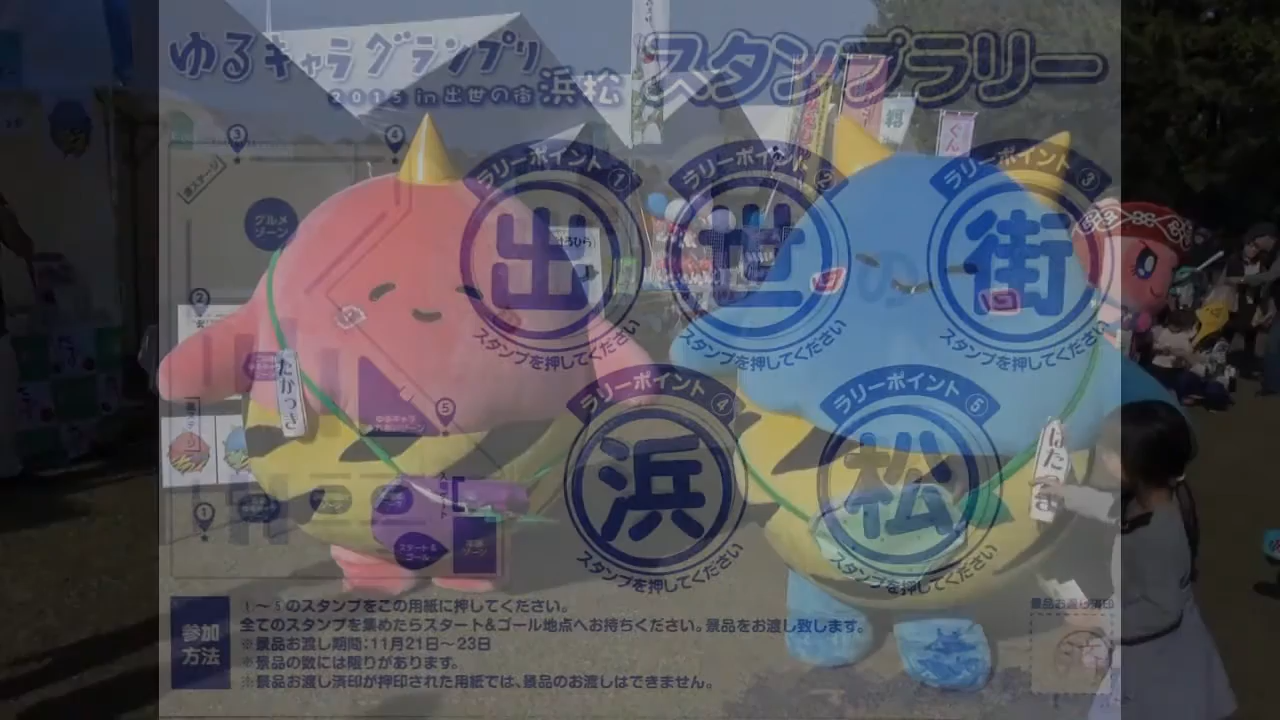 ゆるキャラグランプリ
2015 in 出世の街 浜松
スタンプラリー
③
④
グルメ
ゾーン
②
①
⑤
スタート&
ゴール
たかつき
はたつき
ぐん
ラリーポイント①
出
スタンプを押してください
ラリーポイント②
世
スタンプを押してください
の
ラリーポイント③
街
スタンプを押してください
ラリーポイント④
浜
スタンプを押してください
ラリーポイント⑤
松
スタンプを押してください
参加
方法
①〜⑤のスタンプをこの用紙に押してください。
全てのスタンプを集めたらスタート&ゴール地点へお持ちください。景品をお渡し致します。
※景品お渡し期間:11月21日〜23日
※景品の数には限りがあります。
※景品お渡し済印が押印された用紙では、景品のお渡しはできません。
景品お渡し済印